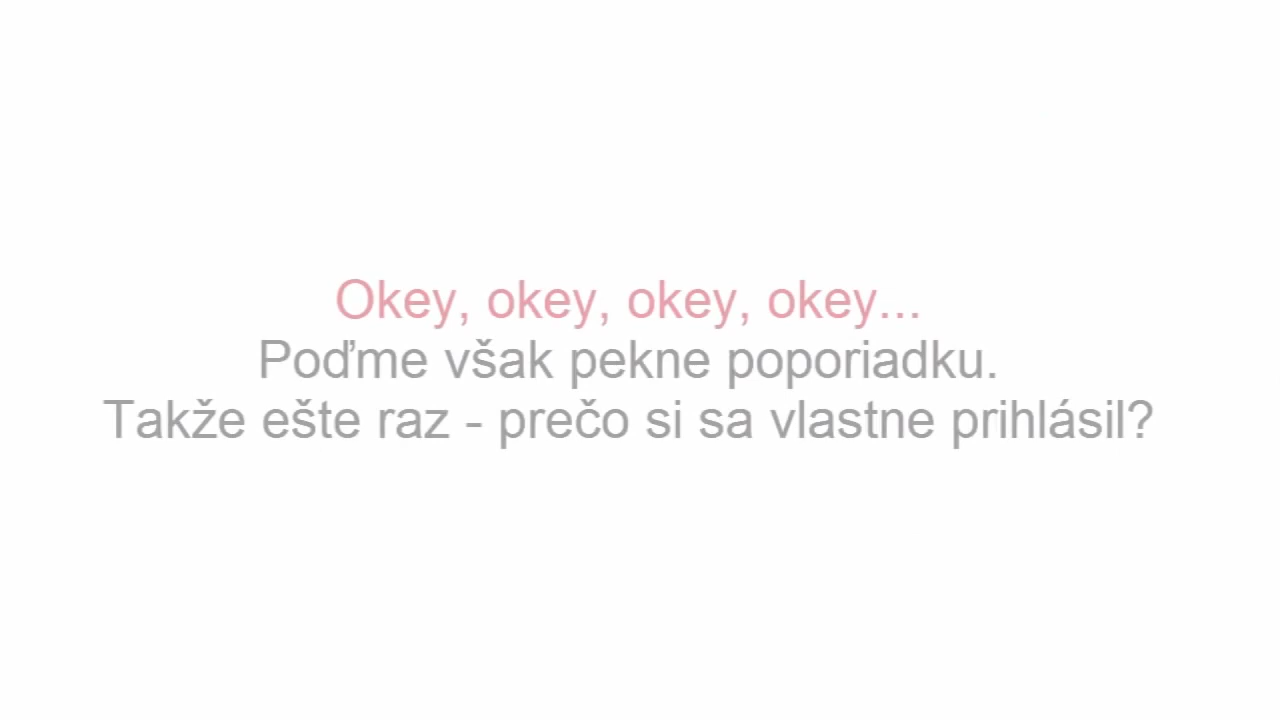 Okey, okey, okey, okey...
Poďme však pekne poporiadku.
Takže ešte raz - prečo si sa vlastne prihlásil?